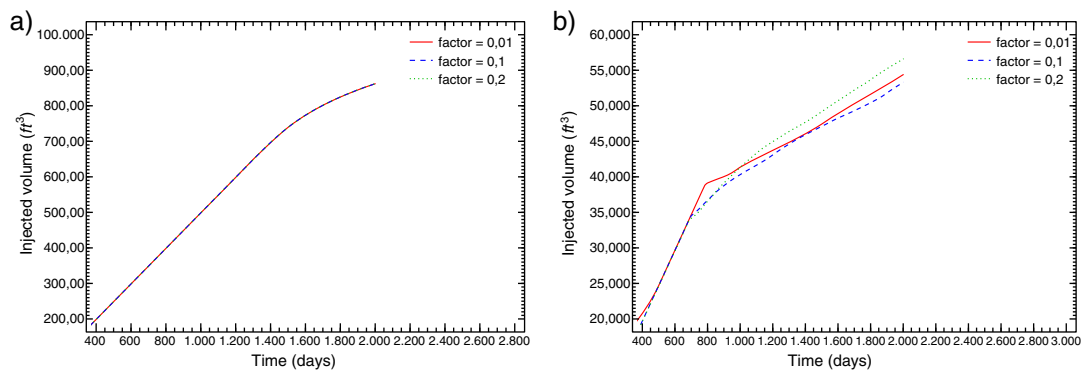 a)
100.000
900,00
800,00
700,00
600,00
500,00
400,00
300,00
200,00
Injected volume (ft³)
400 600 800 1.000 1.200 1.400 1.600 1.800 2.000 2.200 2.400 2.600 2.800
Time (days)
factor = 0,01
factor = 0,1
factor = 0,2
b)
60,000
55,000
50,000
45,000
40,000
35,000
30,000
25,000
20,000
Injected volume (ft³)
400 600 800 1.000 1.200 1.400 1.600 1.800 2.000 2.200 2.400 2.600 2.800 3.000
Time (days)
factor = 0,01
factor = 0,1
factor = 0,2